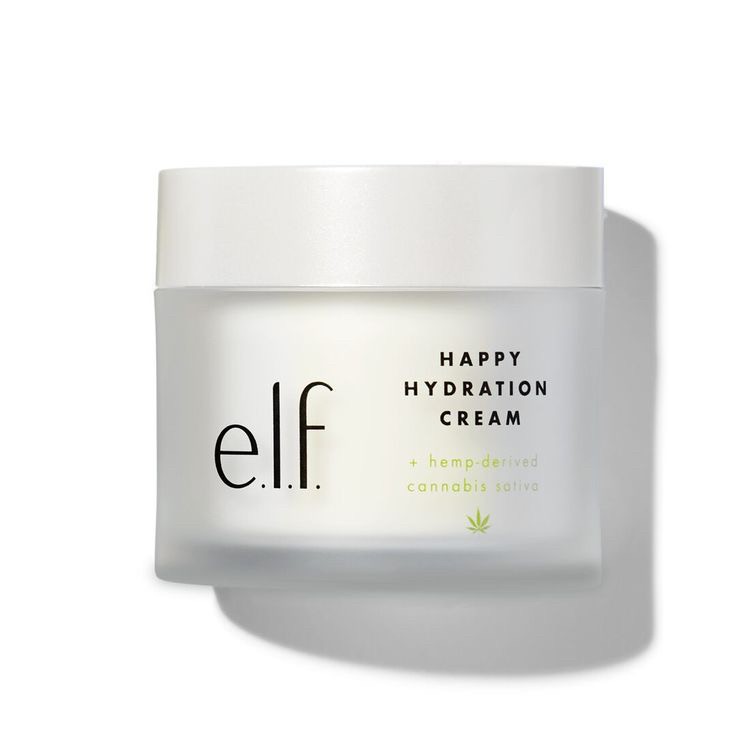 e.l.f.
HAPPY
HYDRATION
CREAM
+ hemp-derived
cannabis sativa